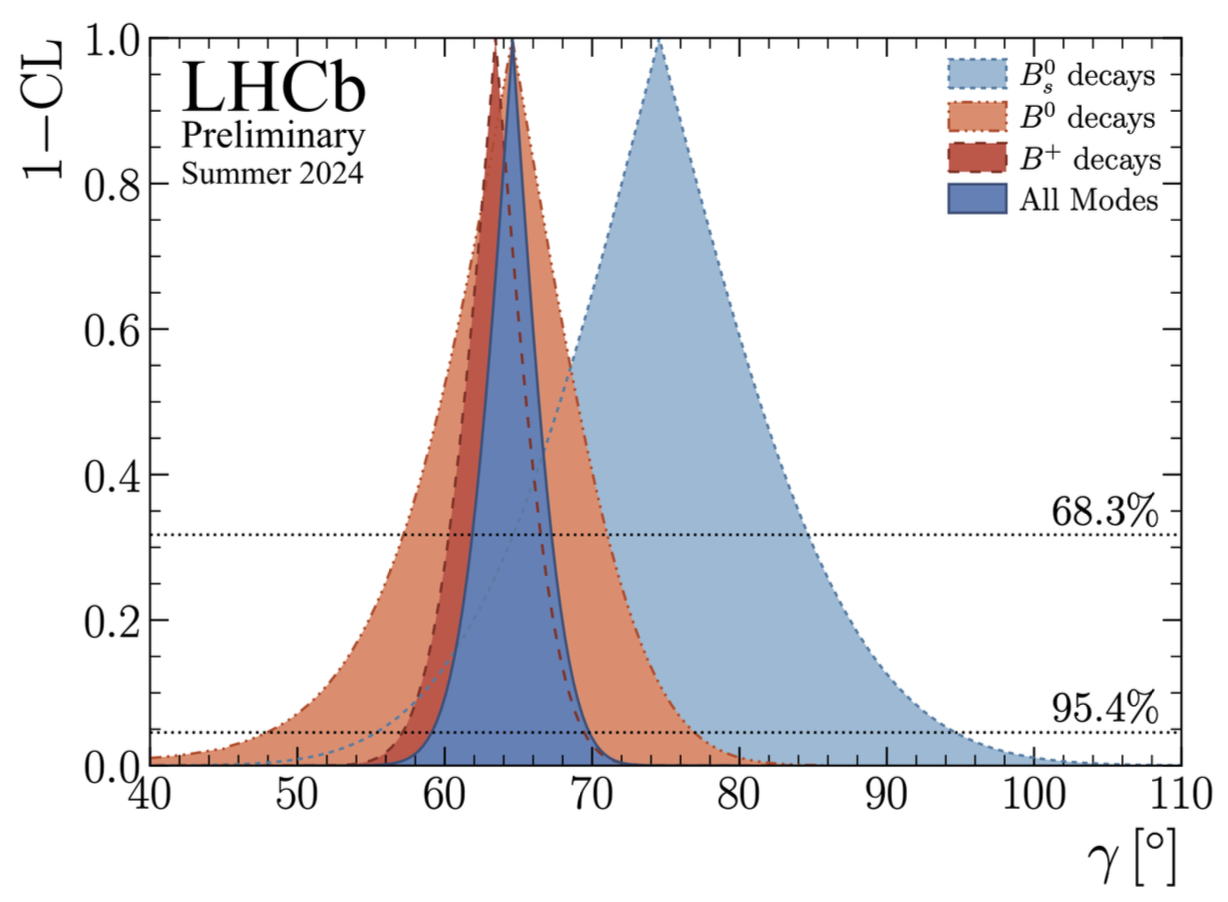 1−CL
1.0
0.8
0.6
0.4
0.2
0.0
LHCb
Preliminary
Summer 2024
B⁰ₛ decays
B⁰ decays
B⁺ decays
All Modes
68.3%
95.4%
40 50 60 70 80 90 100 110
γ [°]